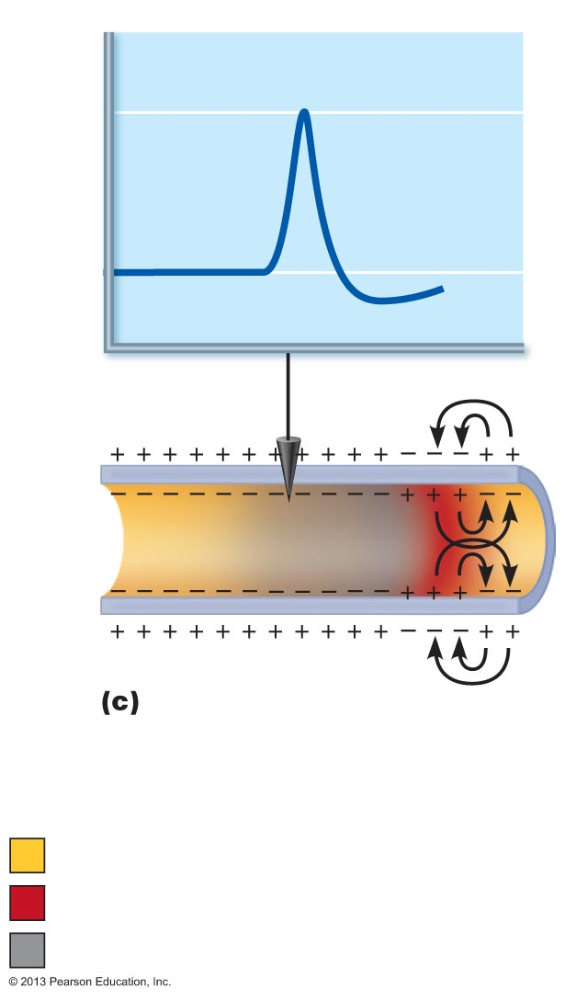 + + + + + + + + + + + − − − + +
− − − − − − − − − − − + + + − −
− − − − − − − − − − − + + + − −
+ + + + + + + + + + + − − − + +
(c)
© 2013 Pearson Education, Inc.